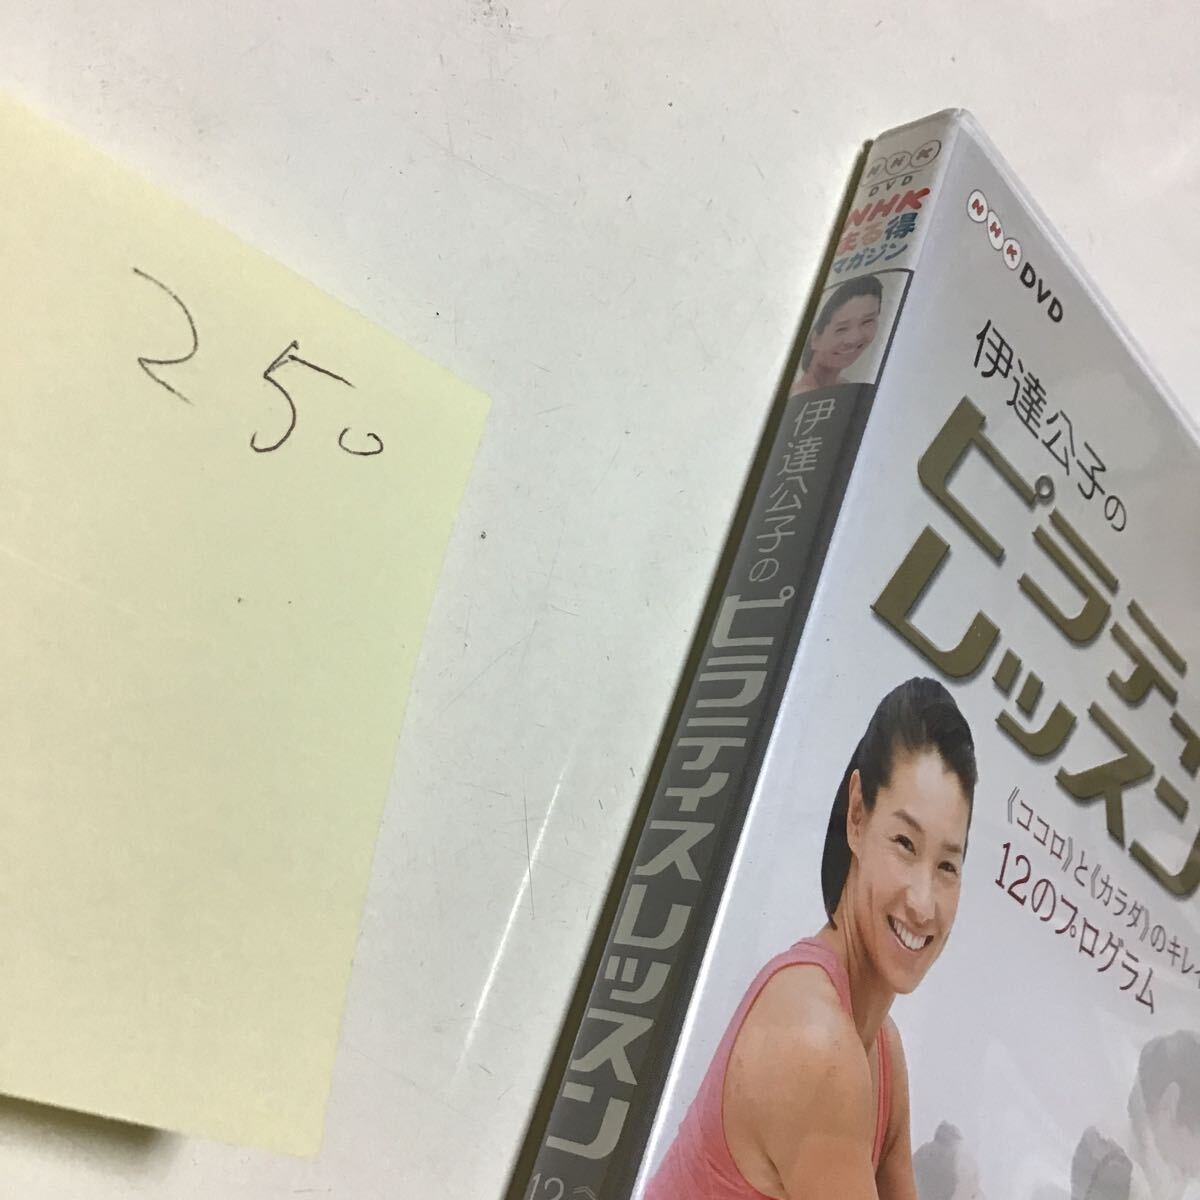 250
NHK
DVD
NHK
まる得
マガジン
伊達公子の
ピラティスレッスン
12
NHK DVD
伊達公子の
ピラティ
レッスン
《ココロ》と《カラダ》のキレイ
12のプログラム